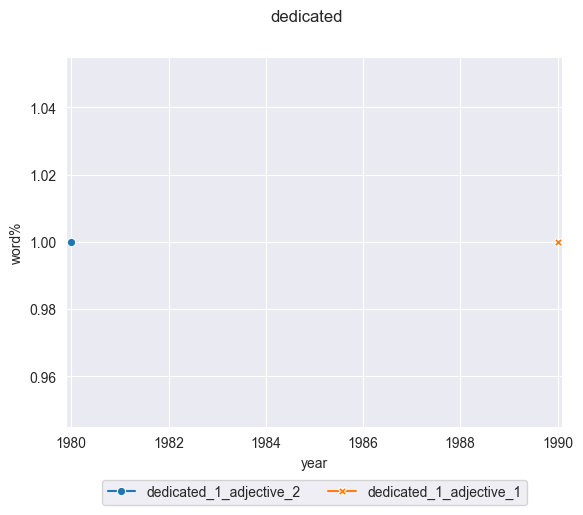 dedicated
1.04
1.02
1.00
0.98
0.96
word%
1980 1982 1984 1986 1988 1990
year
dedicated_1_adjective_2 dedicated_1_adjective_1